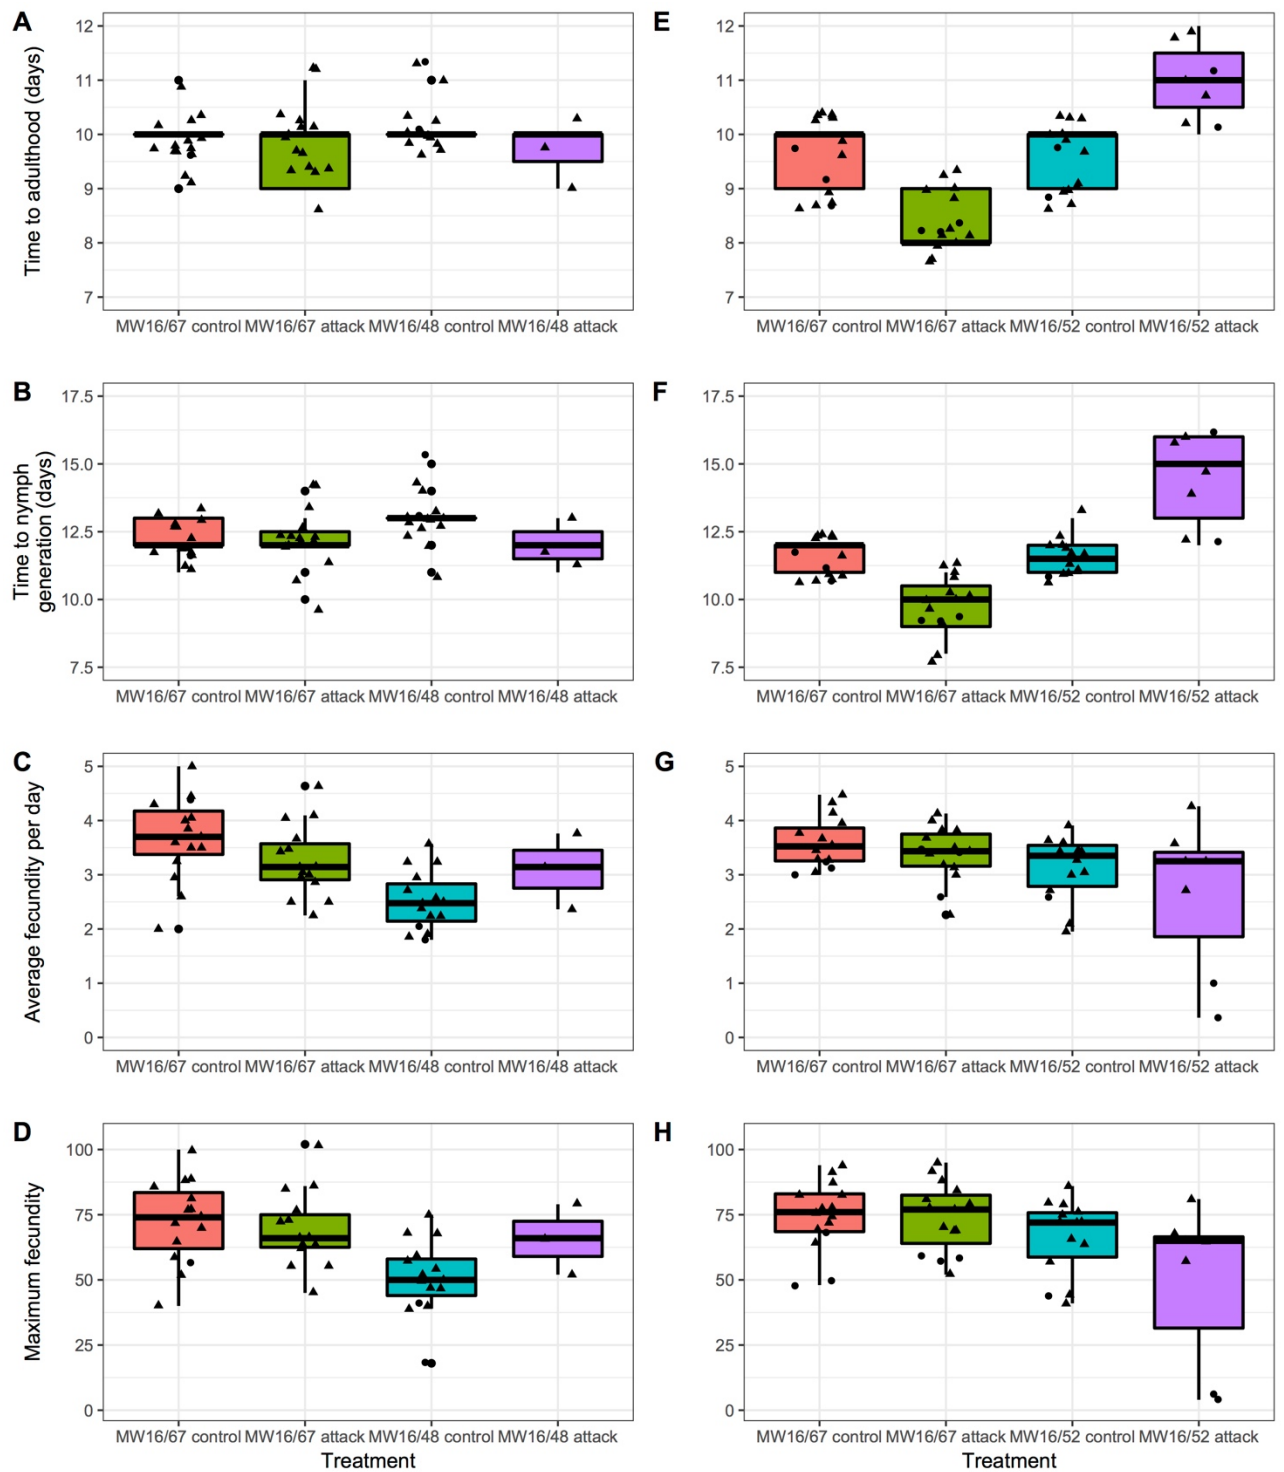 A
Time to adulthood (days)
12
11
10
9
8
7
MW16/67 control MW16/67 attack MW16/48 control MW16/48 attack
E
12
11
10
9
8
7
MW16/67 control MW16/67 attack MW16/52 control MW16/52 attack
B
Time to nymph
generation (days)
17.5
15.0
12.5
10.0
7.5
MW16/67 control MW16/67 attack MW16/48 control MW16/48 attack
F
17.5
15.0
12.5
10.0
7.5
MW16/67 control MW16/67 attack MW16/52 control MW16/52 attack
C
Average fecundity per day
5
4
3
2
1
0
MW16/67 control MW16/67 attack MW16/48 control MW16/48 attack
G
5
4
3
2
1
0
MW16/67 control MW16/67 attack MW16/52 control MW16/52 attack
D
Maximum fecundity
100
75
50
25
0
MW16/67 control MW16/67 attack MW16/48 control MW16/48 attack
Treatment
H
100
75
50
25
0
MW16/67 control MW16/67 attack MW16/52 control MW16/52 attack
Treatment